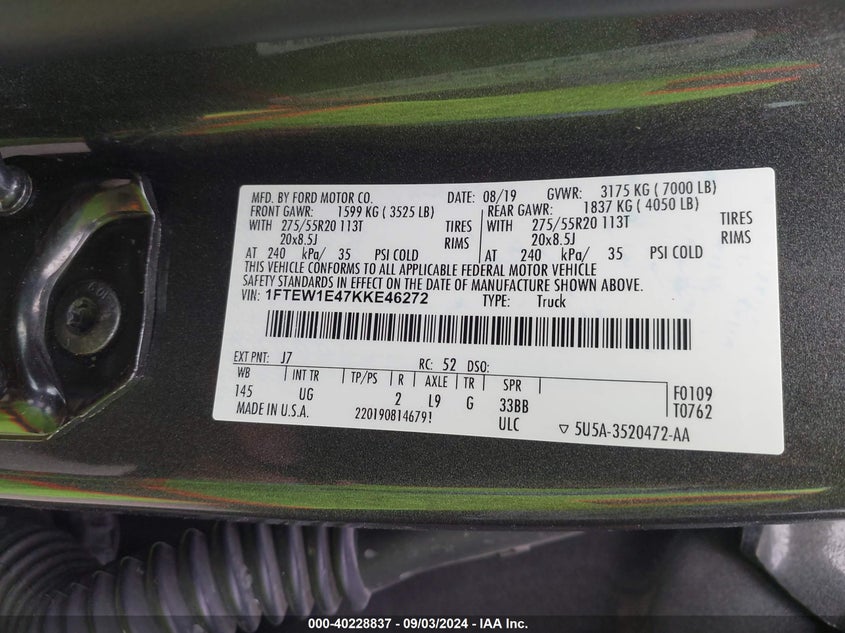 MFD. BY FORD MOTOR CO. DATE: 08/19 GVWR: 3175 KG ( 7000 LB)
FRONT GAWR: 1599 KG ( 3525 LB) REAR GAWR: 1837 KG ( 4050 LB)
WITH 275/55R20 113T TIRES WITH 275/55R20 113T TIRES
20x8.5J RIMS 20x8.5J RIMS
AT 240 kPa/ 35 PSI COLD AT 240 kPa/ 35 PSI COLD
THIS VEHICLE CONFORMS TO ALL APPLICABLE FEDERAL MOTOR VEHICLE
SAFETY STANDARDS IN EFFECT ON THE DATE OF MANUFACTURE SHOWN ABOVE.
VIN: 1FTEW1E47KKE46272 TYPE: Truck
EXT PNT: J7 RC: 52 DSO:
WB INT TR TP/PS R AXLE TR SPR F0109
145 UG 2 L9 G 33BB T0762
MADE IN U.S.A. 220190814679! ULC ▽ 5U5A-3520472-AA
000-40228837 - 09/03/2024 - IAA Inc.